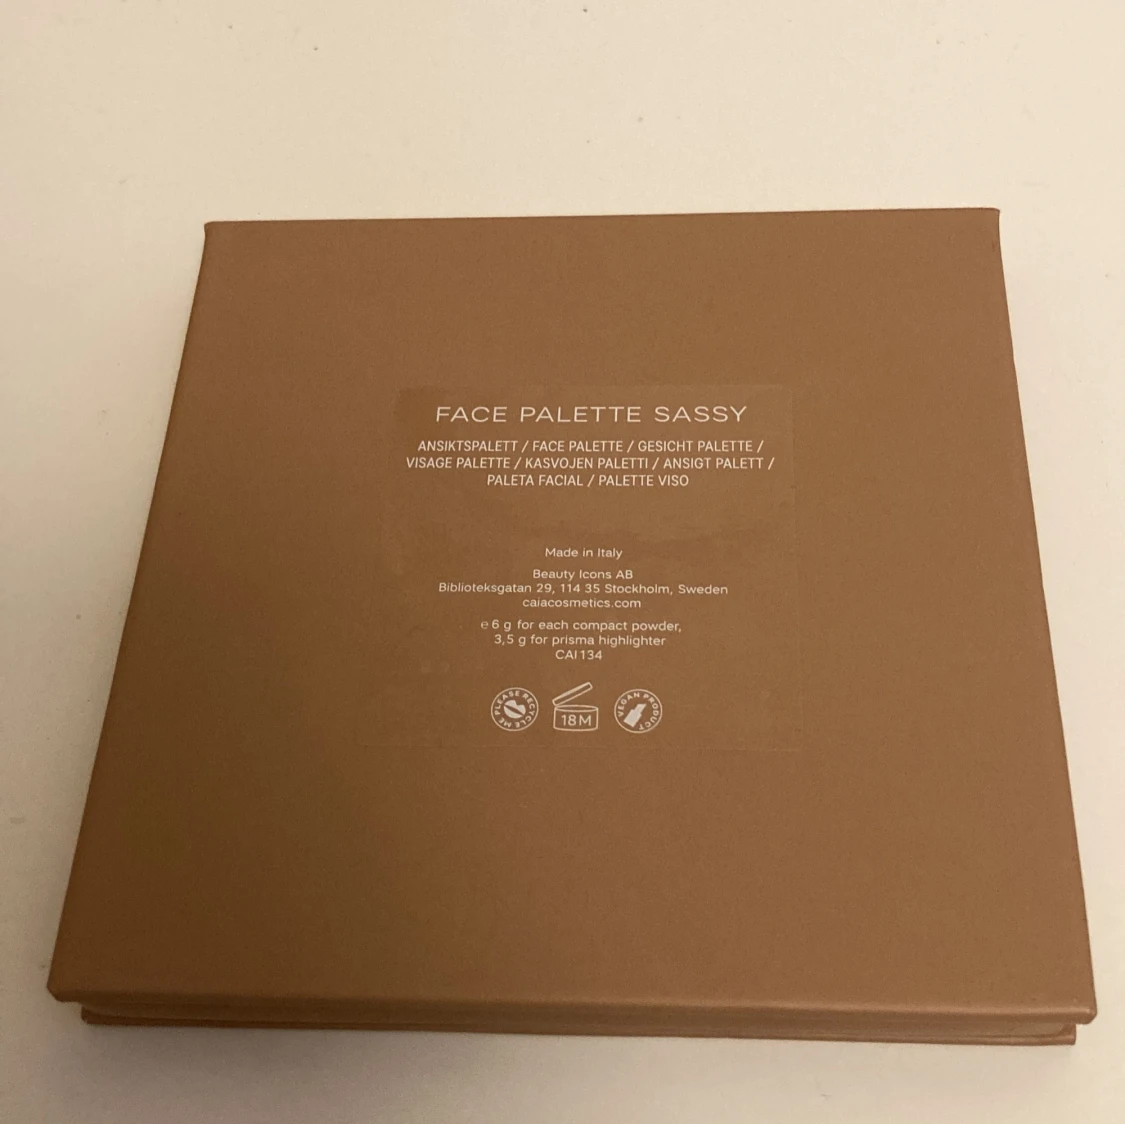 FACE PALETTE SASSY
ANSIKTSPALETT / FACE PALETTE / GESICHT PALETTE /
VISAGE PALETTE / KASVOJEN PALETTI / ANSIGT PALETT /
PALETA FACIAL / PALETTE VISO
Made in Italy
Beauty Icons AB
Biblioteksgatan 29, 114 35 Stockholm, Sweden
caiacosmetics.com
℮ 6 g for each compact powder,
3,5 g for prisma highlighter
CAI134
PLEASE RECYCLE ME
18M
VEGAN PRODUCT